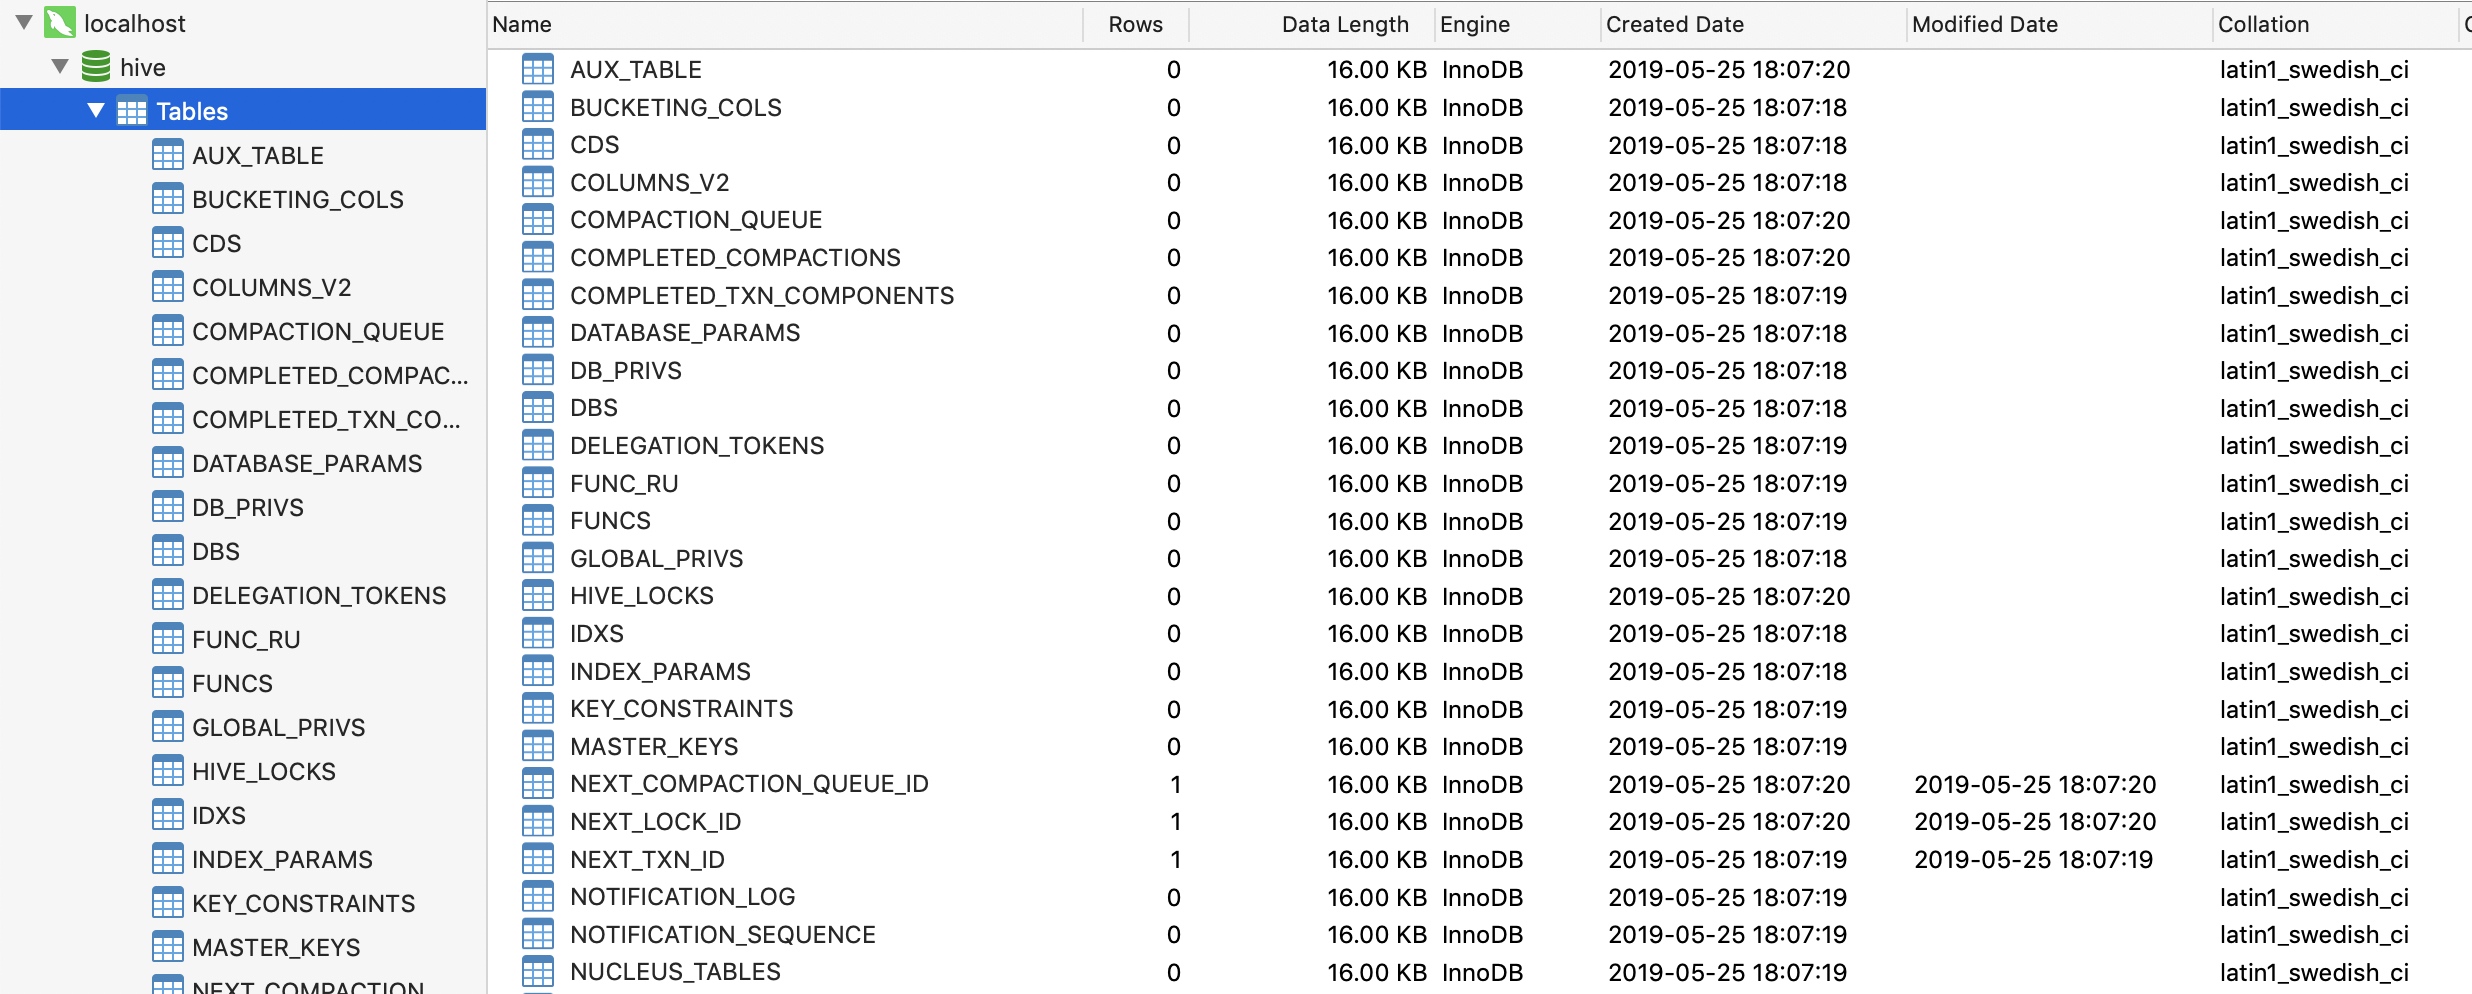 localhost
hive
Tables
AUX_TABLE
BUCKETING_COLS
CDS
COLUMNS_V2
COMPACTION_QUEUE
COMPLETED_COMPAC...
COMPLETED_TXN_CO...
DATABASE_PARAMS
DB_PRIVS
DBS
DELEGATION_TOKENS
FUNC_RU
FUNCS
GLOBAL_PRIVS
HIVE_LOCKS
IDXS
INDEX_PARAMS
KEY_CONSTRAINTS
MASTER_KEYS
NEXT_COMPACTION
Name Rows Data Length Engine Created Date Modified Date Collation
AUX_TABLE 0 16.00 KB InnoDB 2019-05-25 18:07:20 latin1_swedish_ci
BUCKETING_COLS 0 16.00 KB InnoDB 2019-05-25 18:07:18 latin1_swedish_ci
CDS 0 16.00 KB InnoDB 2019-05-25 18:07:18 latin1_swedish_ci
COLUMNS_V2 0 16.00 KB InnoDB 2019-05-25 18:07:18 latin1_swedish_ci
COMPACTION_QUEUE 0 16.00 KB InnoDB 2019-05-25 18:07:20 latin1_swedish_ci
COMPLETED_COMPACTIONS 0 16.00 KB InnoDB 2019-05-25 18:07:20 latin1_swedish_ci
COMPLETED_TXN_COMPONENTS 0 16.00 KB InnoDB 2019-05-25 18:07:19 latin1_swedish_ci
DATABASE_PARAMS 0 16.00 KB InnoDB 2019-05-25 18:07:18 latin1_swedish_ci
DB_PRIVS 0 16.00 KB InnoDB 2019-05-25 18:07:18 latin1_swedish_ci
DBS 0 16.00 KB InnoDB 2019-05-25 18:07:18 latin1_swedish_ci
DELEGATION_TOKENS 0 16.00 KB InnoDB 2019-05-25 18:07:19 latin1_swedish_ci
FUNC_RU 0 16.00 KB InnoDB 2019-05-25 18:07:19 latin1_swedish_ci
FUNCS 0 16.00 KB InnoDB 2019-05-25 18:07:19 latin1_swedish_ci
GLOBAL_PRIVS 0 16.00 KB InnoDB 2019-05-25 18:07:18 latin1_swedish_ci
HIVE_LOCKS 0 16.00 KB InnoDB 2019-05-25 18:07:20 latin1_swedish_ci
IDXS 0 16.00 KB InnoDB 2019-05-25 18:07:18 latin1_swedish_ci
INDEX_PARAMS 0 16.00 KB InnoDB 2019-05-25 18:07:18 latin1_swedish_ci
KEY_CONSTRAINTS 0 16.00 KB InnoDB 2019-05-25 18:07:19 latin1_swedish_ci
MASTER_KEYS 0 16.00 KB InnoDB 2019-05-25 18:07:19 latin1_swedish_ci
NEXT_COMPACTION_QUEUE_ID 1 16.00 KB InnoDB 2019-05-25 18:07:20 2019-05-25 18:07:20 latin1_swedish_ci
NEXT_LOCK_ID 1 16.00 KB InnoDB 2019-05-25 18:07:20 2019-05-25 18:07:20 latin1_swedish_ci
NEXT_TXN_ID 1 16.00 KB InnoDB 2019-05-25 18:07:19 2019-05-25 18:07:19 latin1_swedish_ci
NOTIFICATION_LOG 0 16.00 KB InnoDB 2019-05-25 18:07:19 latin1_swedish_ci
NOTIFICATION_SEQUENCE 0 16.00 KB InnoDB 2019-05-25 18:07:19 latin1_swedish_ci
NUCLEUS_TABLES 0 16.00 KB InnoDB 2019-05-25 18:07:19 latin1_swedish_ci